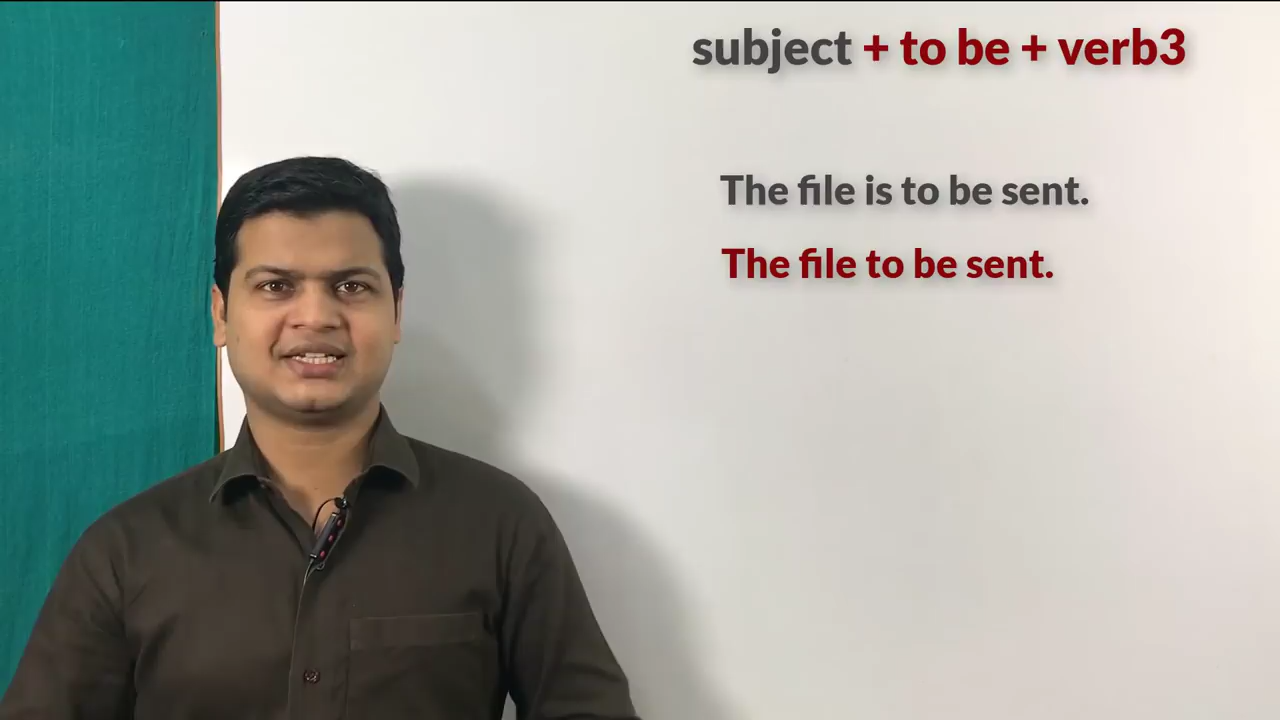 subject + to be + verb3
The file is to be sent.
The file to be sent.